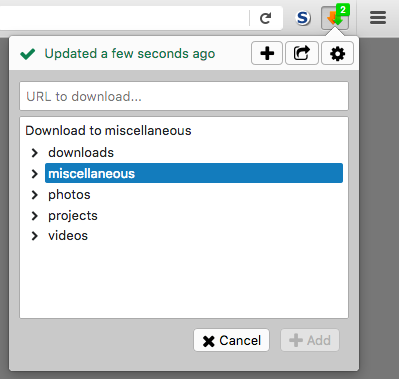 S
2
Updated a few seconds ago
URL to download...
Download to miscellaneous
downloads
miscellaneous
photos
projects
videos
Cancel
Add